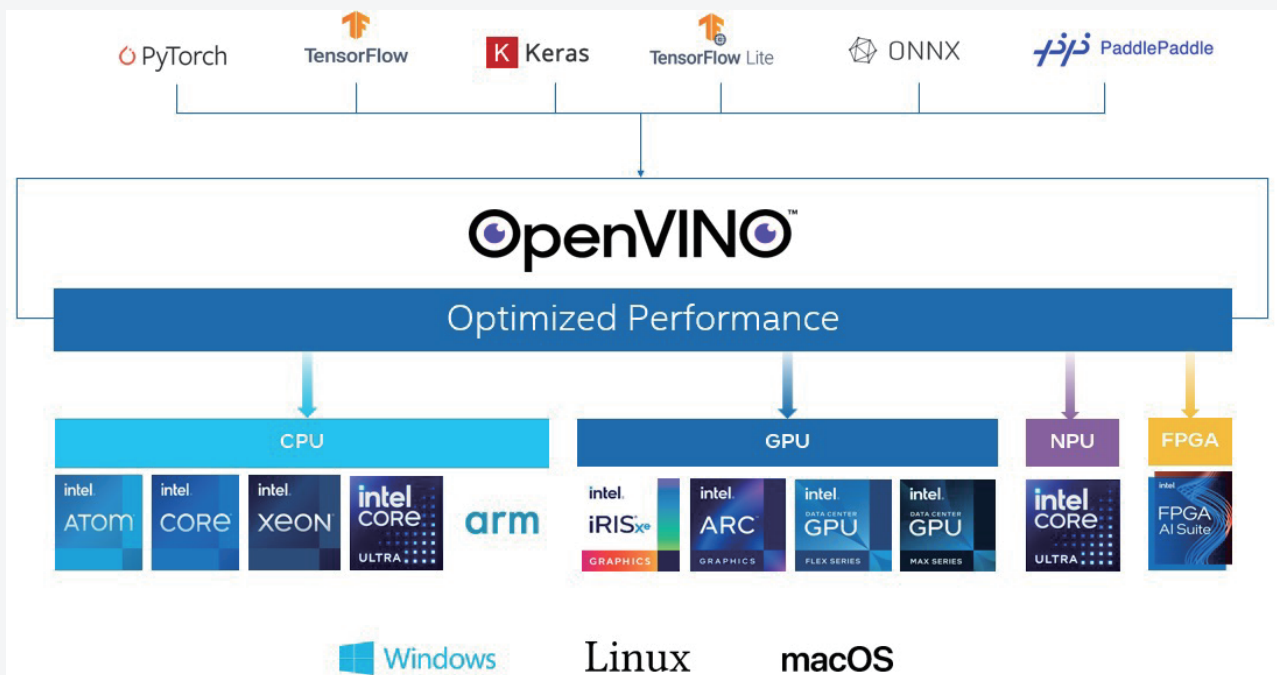 PyTorch
TensorFlow
K Keras
TensorFlow Lite
ONNX
PaddlePaddle
OpenVINO™
Optimized Performance
CPU
GPU
NPU
FPGA
intel.
ATOM
intel.
CORE
intel.
XEON
intel
CORE
ULTRA
arm
intel.
IRISxe
GRAPHICS
intel.
ARC
GRAPHICS
intel.
DATA CENTER
GPU
FLEX SERIES
intel.
DATA CENTER
GPU
MAX SERIES
intel
CORE
ULTRA
intel
FPGA
AI Suite
Windows
Linux
macOS